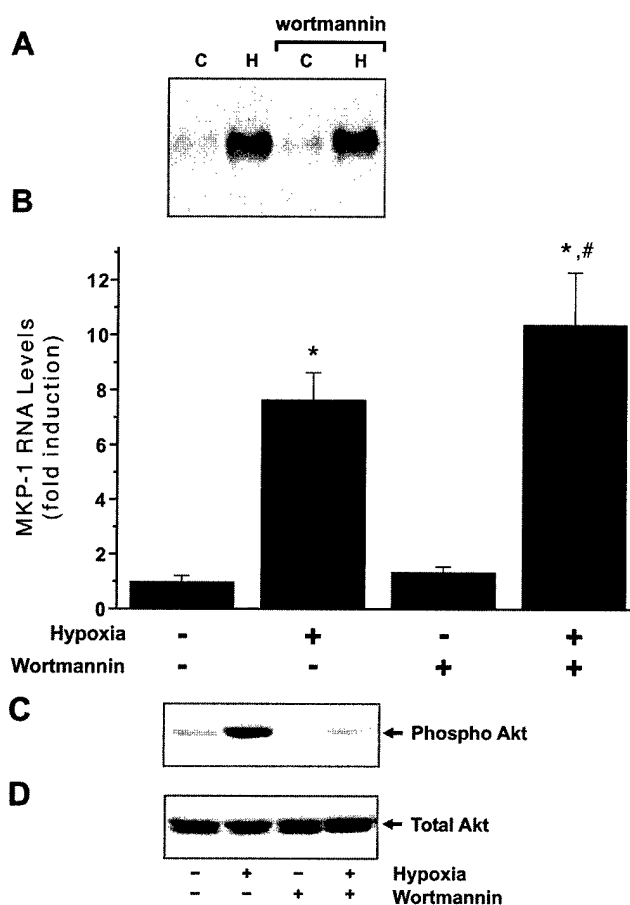 wortmannin
A
C H C H
B
MKP-1 RNA Levels
(fold induction)
12
10
8
6
4
2
0
*
*,#
Hypoxia - + - +
Wortmannin - - + +
C
Phospho Akt
D
Total Akt
- + - + Hypoxia
- - + + Wortmannin